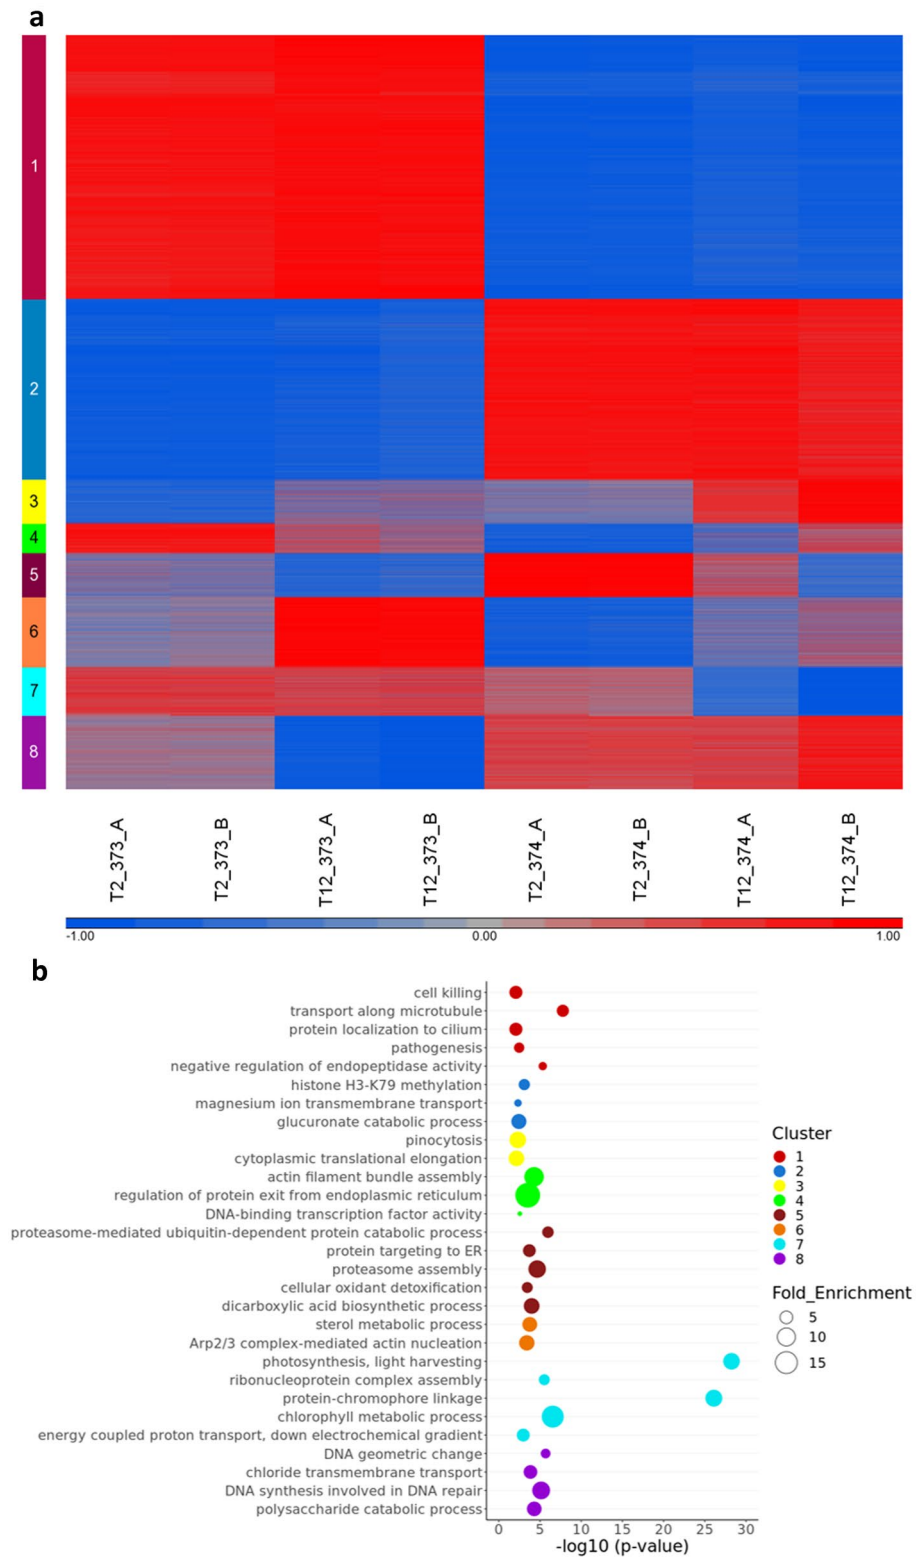 a
1
2
3
4
5
6
7
8
T2_373_A
T2_373_B
T12_373_A
T12_373_B
T2_374_A
T2_374_B
T12_374_A
T12_374_B
-1.00 0.00 1.00
b
cell killing
transport along microtubule
protein localization to cilium
pathogenesis
negative regulation of endopeptidase activity
histone H3-K79 methylation
magnesium ion transmembrane transport
glucuronate catabolic process
pinocytosis
cytoplasmic translational elongation
actin filament bundle assembly
regulation of protein exit from endoplasmic reticulum
DNA-binding transcription factor activity
proteasome-mediated ubiquitin-dependent protein catabolic process
protein targeting to ER
proteasome assembly
cellular oxidant detoxification
dicarboxylic acid biosynthetic process
sterol metabolic process
Arp2/3 complex-mediated actin nucleation
photosynthesis, light harvesting
ribonucleoprotein complex assembly
protein-chromophore linkage
chlorophyll metabolic process
energy coupled proton transport, down electrochemical gradient
DNA geometric change
chloride transmembrane transport
DNA synthesis involved in DNA repair
polysaccharide catabolic process
0 5 10 15 20 25 30
-log10 (p-value)
Cluster
1
2
3
4
5
6
7
8
Fold_Enrichment
5
10
15